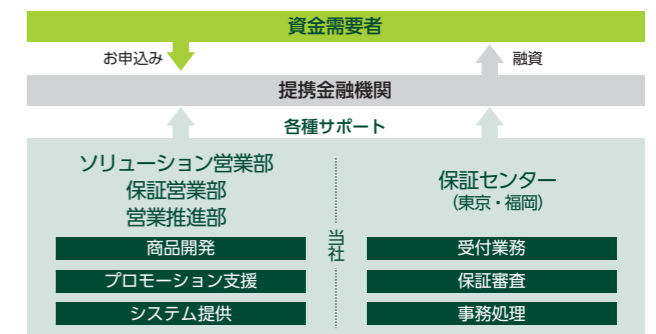 資金需要者
お申込み
融資
提携金融機関
各種サポート
ソリューション営業部
保証営業部
営業推進部
商品開発
プロモーション支援
システム提供
当社
保証センター
（東京・福岡）
受付業務
保証審査
事務処理